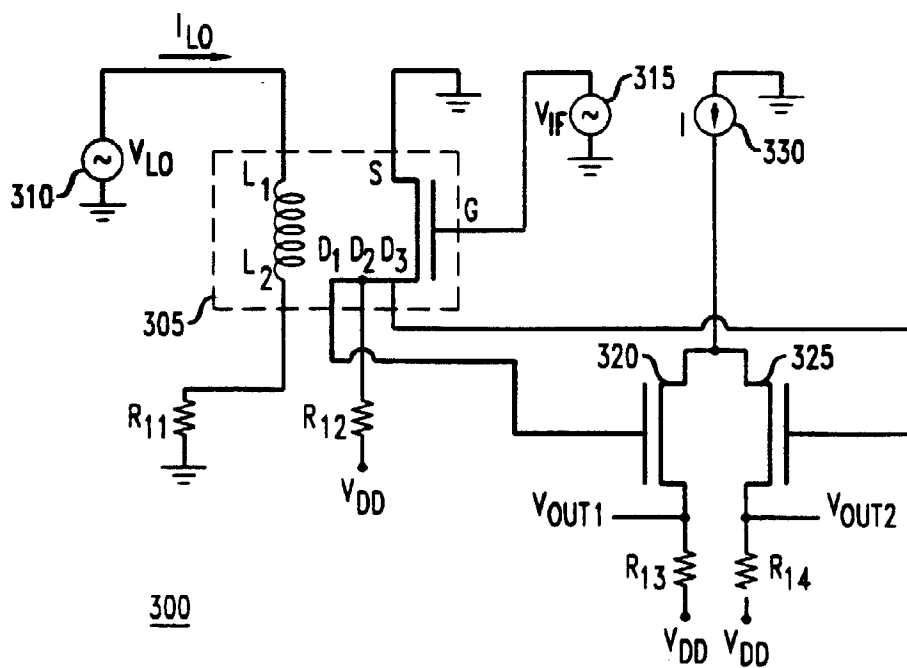 I_LO
315
V_LO
310
V_IF
I
330
L_1
S
G
L_2
D_1 D_2 D_3
305
320
325
R_11
R_12
V_DD
V_OUT1
V_OUT2
R_13
R_14
300
V_DD
V_DD